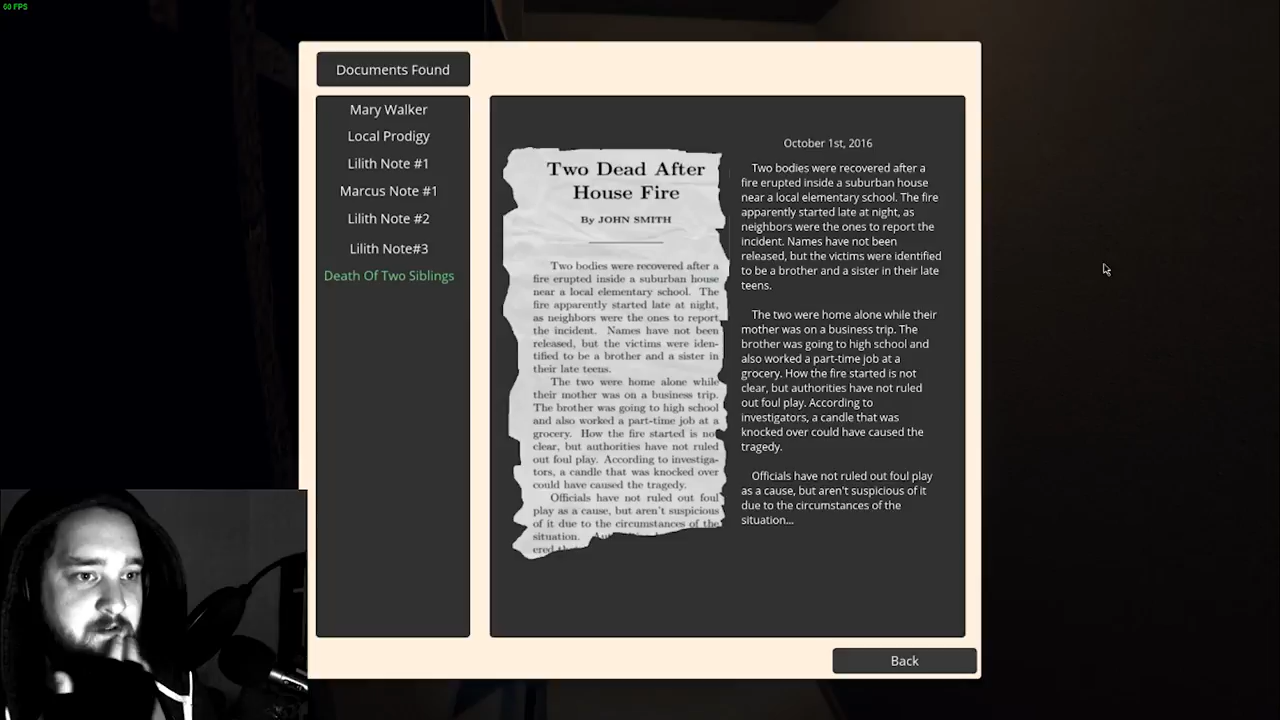 60 FPS
Documents Found
Mary Walker
Local Prodigy
Lilith Note #1
Marcus Note #1
Lilith Note #2
Lilith Note#3
Death Of Two Siblings
Two Dead After
House Fire
By JOHN SMITH
Two bodies were recovered after a
fire erupted inside a suburban house
near a local elementary school. The
fire apparently started late at night,
as neighbors were the ones to report
the incident. Names have not been
released, but the victims were iden-
tified to be a brother and a sister in
their late teens.
The two were home alone while
their mother was on a business trip.
The brother was going to high school
and also worked a part-time job at a
grocery. How the fire started is not
clear, but authorities have not ruled
out foul play. According to investiga-
tors, a candle that was knocked over
could have caused the tragedy.
Officials have not ruled out foul
play as a cause, but aren't suspicious
of it due to the circumstances of the
situation.
ered
October 1st, 2016
Two bodies were recovered after a
fire erupted inside a suburban house
near a local elementary school. The fire
apparently started late at night, as
neighbors were the ones to report the
incident. Names have not been
released, but the victims were identified
to be a brother and a sister in their late
teens.
The two were home alone while their
mother was on a business trip. The
brother was going to high school and
also worked a part-time job at a
grocery. How the fire started is not
clear, but authorities have not ruled
out foul play. According to
investigators, a candle that was
knocked over could have caused the
tragedy.
Officials have not ruled out foul play
as a cause, but aren't suspicious of it
due to the circumstances of the
situation...
Back